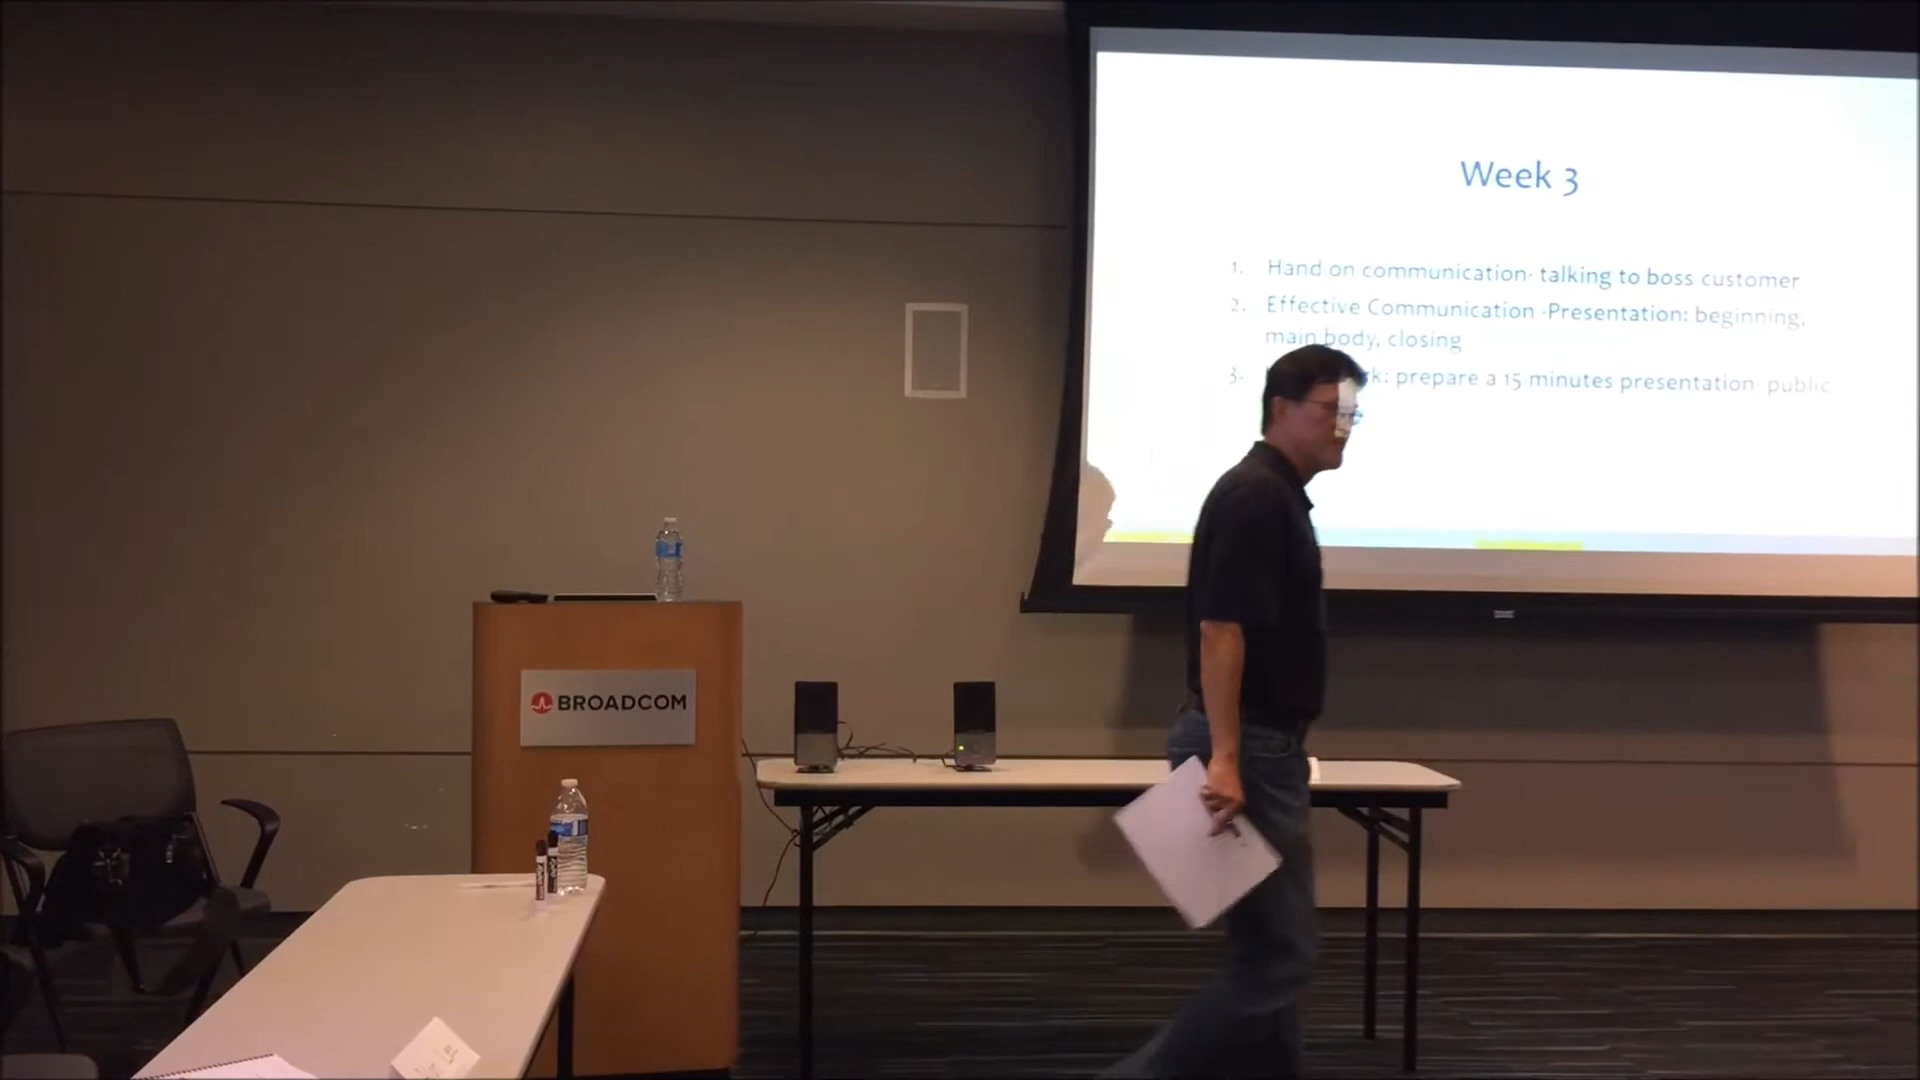 Week 3
1. Hand on communication- talking to boss customer
2. Effective Communication -Presentation: beginning,
main body, closing
3. k: prepare a 15 minutes presentation public
BROADCOM